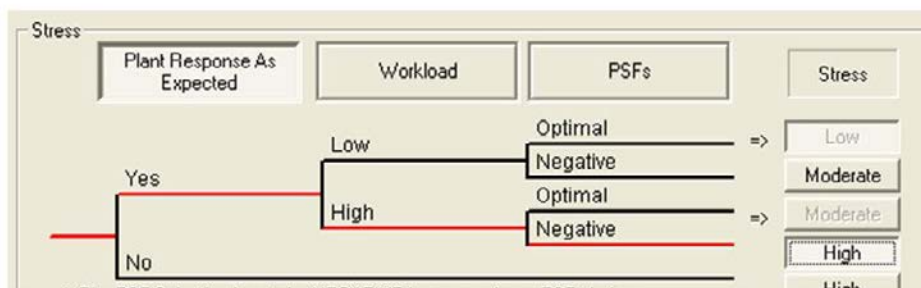 Stress
Plant Response As
Expected
Workload
PSFs
Stress
Optimal
=>
Low
Low
Negative
Yes
Moderate
Optimal
High
=>
Moderate
Negative
High
No
High